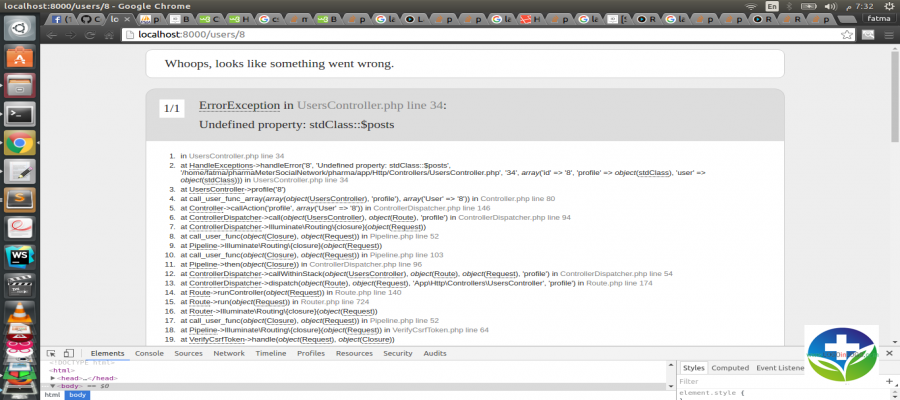 localhost:8000/users/8 - Google Chrome
En
7:32
fatma
localhost:8000/users/8
Whoops, looks like something went wrong.
1/1
ErrorException in UsersController.php line 34:
Undefined property: stdClass::$posts
1. in UsersController.php line 34
2. at HandleExceptions->handleError('8', 'Undefined property: stdClass::$posts',
'/home/fatma/pharmaMeterSocialNetwork/pharma/app/Http/Controllers/UsersController.php', '34', array('id' => '8', 'profile' => object(stdClass), 'user' =>
object(stdClass))) in UsersController.php line 34
3. at UsersController->profile('8')
4. at call_user_func_array(array(object(UsersController), 'profile'), array('User' => '8')) in Controller.php line 80
5. at Controller->callAction('profile', array('User' => '8')) in ControllerDispatcher.php line 146
6. at ControllerDispatcher->call(object(UsersController), object(Route), 'profile') in ControllerDispatcher.php line 94
7. at ControllerDispatcher->Illuminate\Routing\{closure}(object(Request))
8. at call_user_func(object(Closure), object(Request)) in Pipeline.php line 52
9. at Pipeline->Illuminate\Routing\{closure}(object(Request))
10. at call_user_func(object(Closure), object(Request)) in Pipeline.php line 103
11. at Pipeline->then(object(Closure)) in ControllerDispatcher.php line 96
12. at ControllerDispatcher->callWithinStack(object(UsersController), object(Route), object(Request), 'profile') in ControllerDispatcher.php line 54
13. at ControllerDispatcher->dispatch(object(Route), object(Request), 'App\Http\Controllers\UsersController', 'profile') in Route.php line 174
14. at Route->runController(object(Request)) in Route.php line 140
15. at Route->run(object(Request)) in Router.php line 724
16. at Router->Illuminate\Routing\{closure}(object(Request))
17. at call_user_func(object(Closure), object(Request)) in Pipeline.php line 52
18. at Pipeline->Illuminate\Routing\{closure}(object(Request)) in VerifyCsrfToken.php line 64
19. at VerifyCsrfToken->handle(object(Request), object(Closure))
Elements Console Sources Network Timeline Profiles Resources Security Audits
<!DOCTYPE html>
<html>
<head>…</head>
<body> == $0
html body
Styles Computed Event Listene
Filter
element.style {